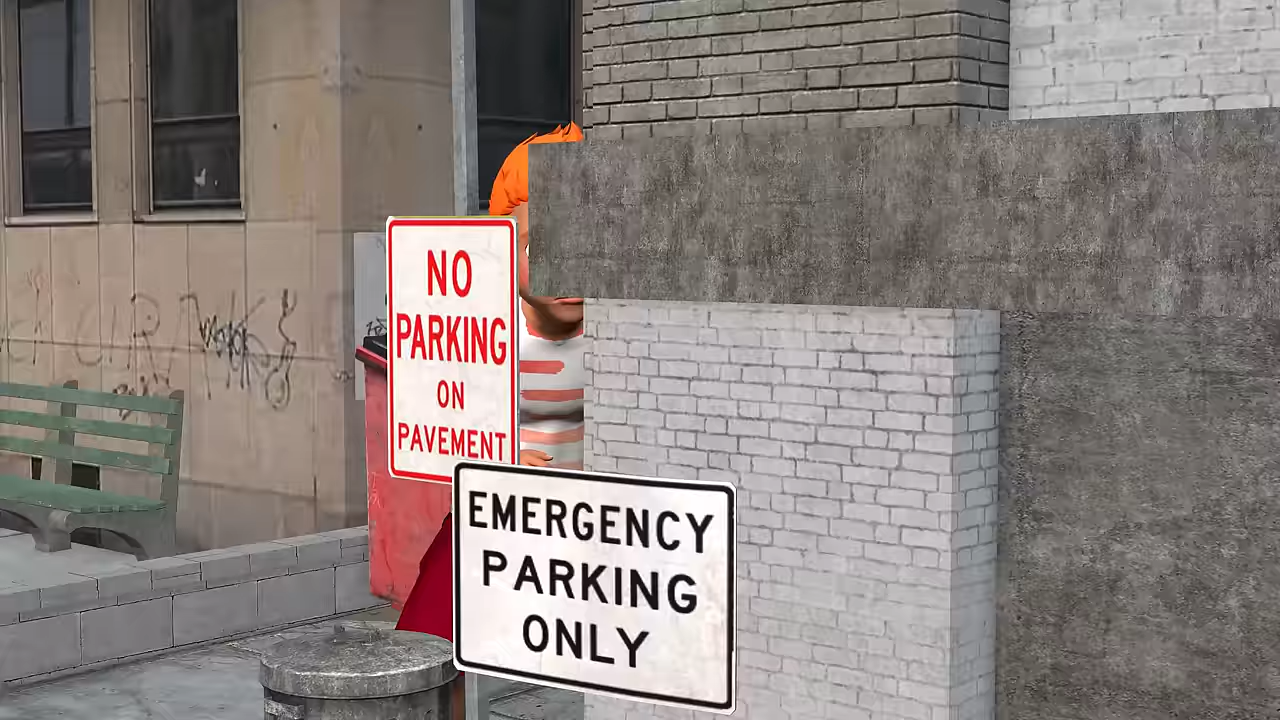 NO
PARKING
ON
PAVEMENT
EMERGENCY
PARKING
ONLY